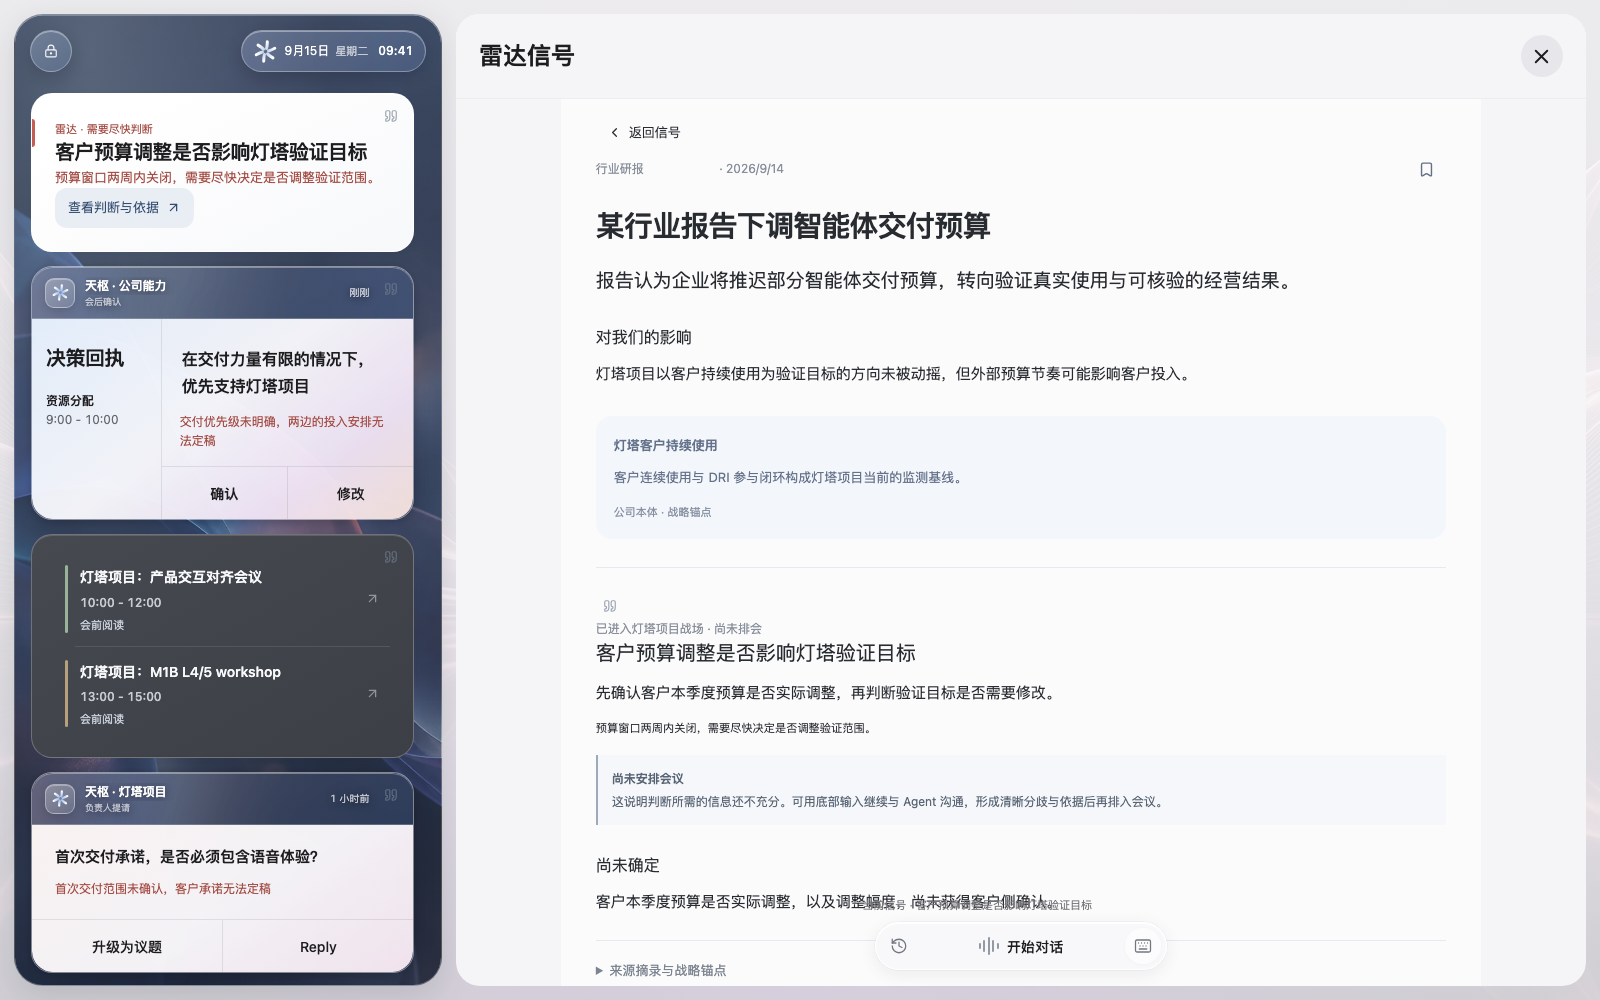 9月15日 星期二 09:41
雷达 · 需要尽快判断
客户预算调整是否影响灯塔验证目标
预算窗口两周内关闭，需要尽快决定是否调整验证范围。
查看判断与依据
天枢 · 公司能力
会后确认
刚刚
决策回执
资源分配
9:00 - 10:00
在交付力量有限的情况下，
优先支持灯塔项目
交付优先级未明确，两边的投入安排无
法定稿
确认
修改
灯塔项目：产品交互对齐会议
10:00 - 12:00
会前阅读
灯塔项目：M1B L4/5 workshop
13:00 - 15:00
会前阅读
天枢 · 灯塔项目
负责人提请
1 小时前
首次交付承诺，是否必须包含语音体验？
首次交付范围未确认，客户承诺无法定稿
升级为议题
Reply
雷达信号
返回信号
行业研报 · 2026/9/14
某行业报告下调智能体交付预算
报告认为企业将推迟部分智能体交付预算，转向验证真实使用与可核验的经营结果。
对我们的影响
灯塔项目以客户持续使用为验证目标的方向未被动摇，但外部预算节奏可能影响客户投入。
灯塔客户持续使用
客户连续使用与 DRI 参与闭环构成灯塔项目当前的监测基线。
公司本体 · 战略锚点
已进入灯塔项目战场 · 尚未排会
客户预算调整是否影响灯塔验证目标
先确认客户本季度预算是否实际调整，再判断验证目标是否需要修改。
预算窗口两周内关闭，需要尽快决定是否调整验证范围。
尚未安排会议
这说明判断所需的信息还不充分。可用底部输入继续与 Agent 沟通，形成清晰分歧与依据后再排入会议。
尚未确定
客户本季度预算是否实际调整，以及调整幅度，尚未获得客户侧确认。
客户预算调整是否影响灯塔验证目标
开始对话
来源摘录与战略锚点